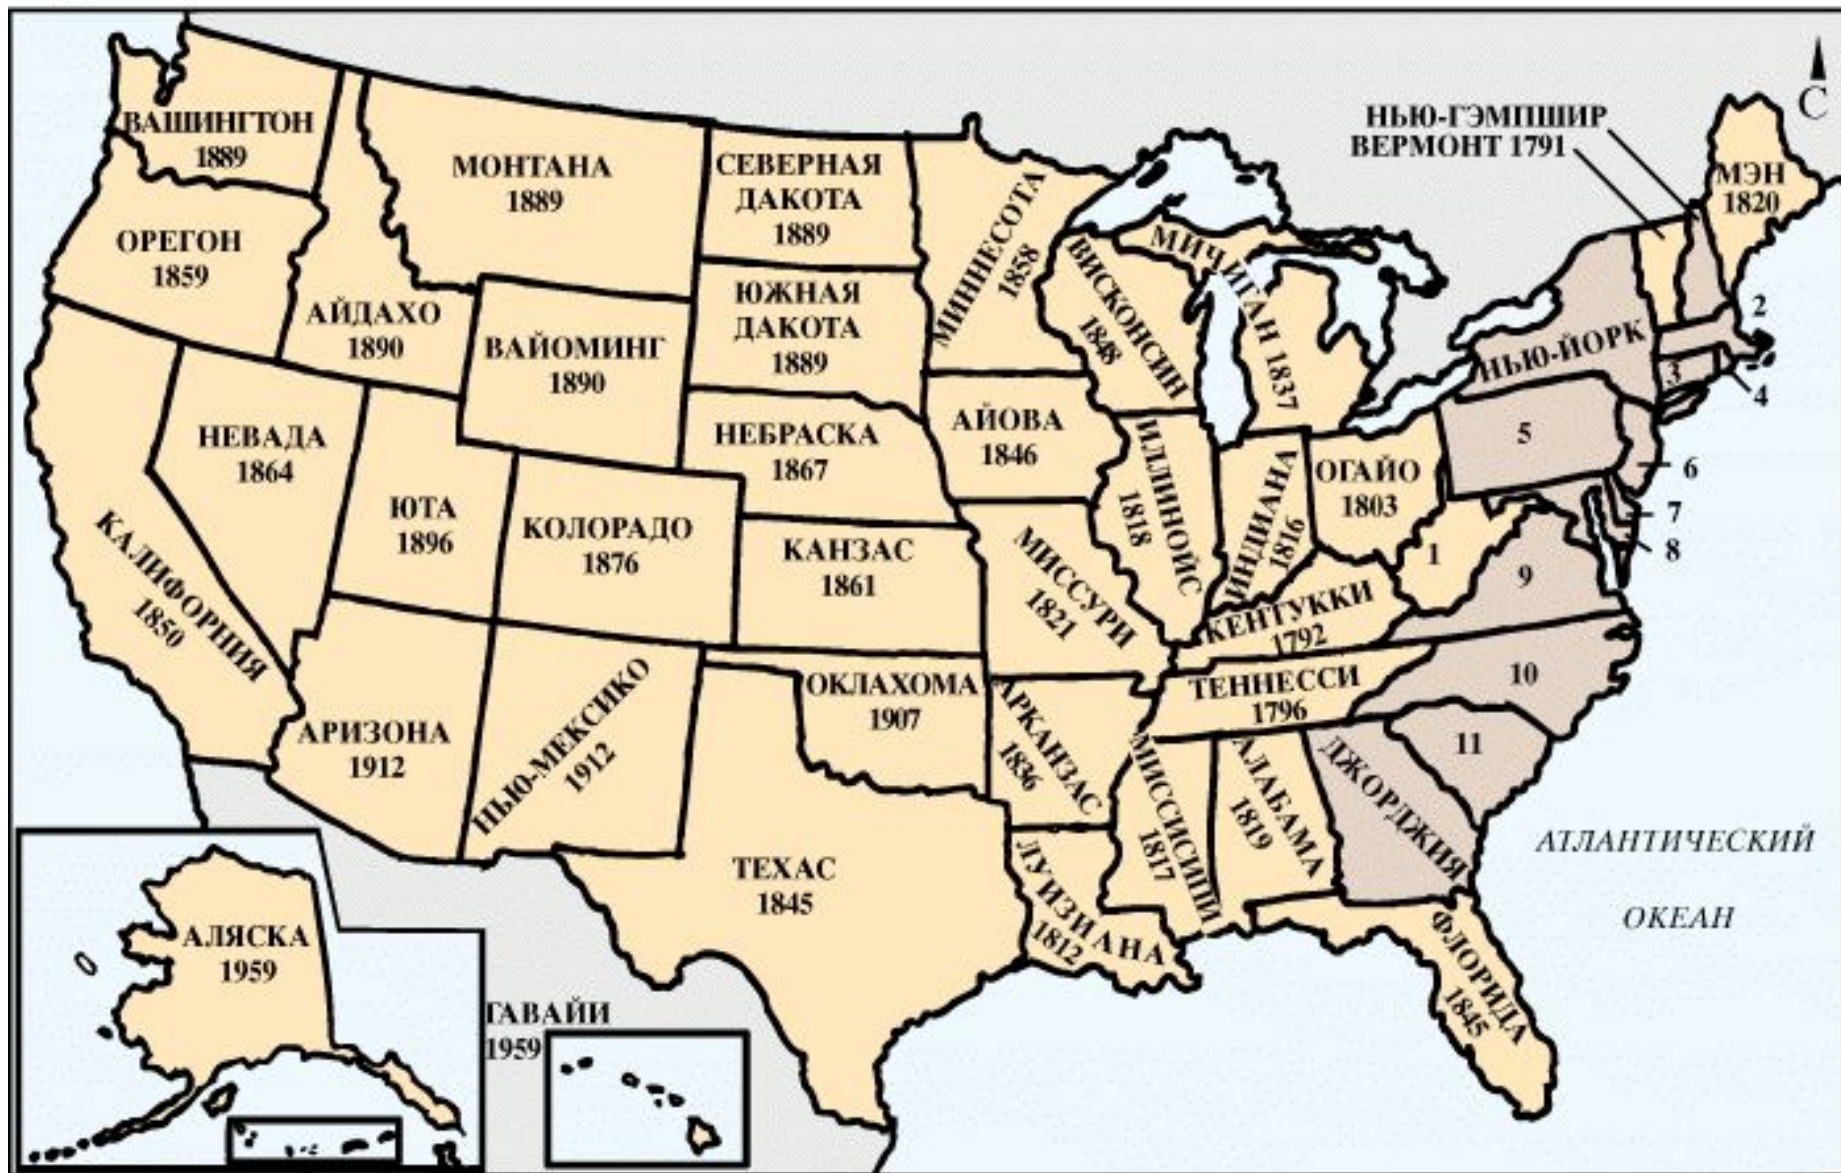 С
НЬЮ-ГЭМПШИР
ВЕРМОНТ 1791
МЭН
1820
ВАШИНГТОН
1889
МОНТАНА
1889
СЕВЕРНАЯ
ДАКОТА
1889
МИННЕСОТА
1858
ОРЕГОН
1859
АЙДАХО
1890
ВАЙОМИНГ
1890
ЮЖНАЯ
ДАКОТА
1889
ВИСКОНСИН
1848
МИЧИГАН 1837
НЬЮ-ЙОРК
2
3
4
НЕВАДА
1864
НЕБРАСКА
1867
АЙОВА
1846
ИЛЛИНОЙС
1818
ИНДИАНА
1816
ОГАЙО
1803
5
6
7
8
ЮТА
1896
КОЛОРАДО
1876
КАНЗАС
1861
МИССУРИ
1821
1
9
КАЛИФОРНИЯ
1850
КЕНТУККИ
1792
ТЕННЕССИ
1796
10
АРИЗОНА
1912
НЬЮ-МЕКСИКО
1912
ОКЛАХОМА
1907
АРКАНЗАС
1836
МИССИСИПИ
1817
АЛАБАМА
1819
ДЖОРДЖИЯ
11
ТЕХАС
1845
ЛУИЗИАНА
1812
ФЛОРИДА
1845
АТЛАНТИЧЕСКИЙ
ОКЕАН
АЛЯСКА
1959
ГАВАЙИ
1959